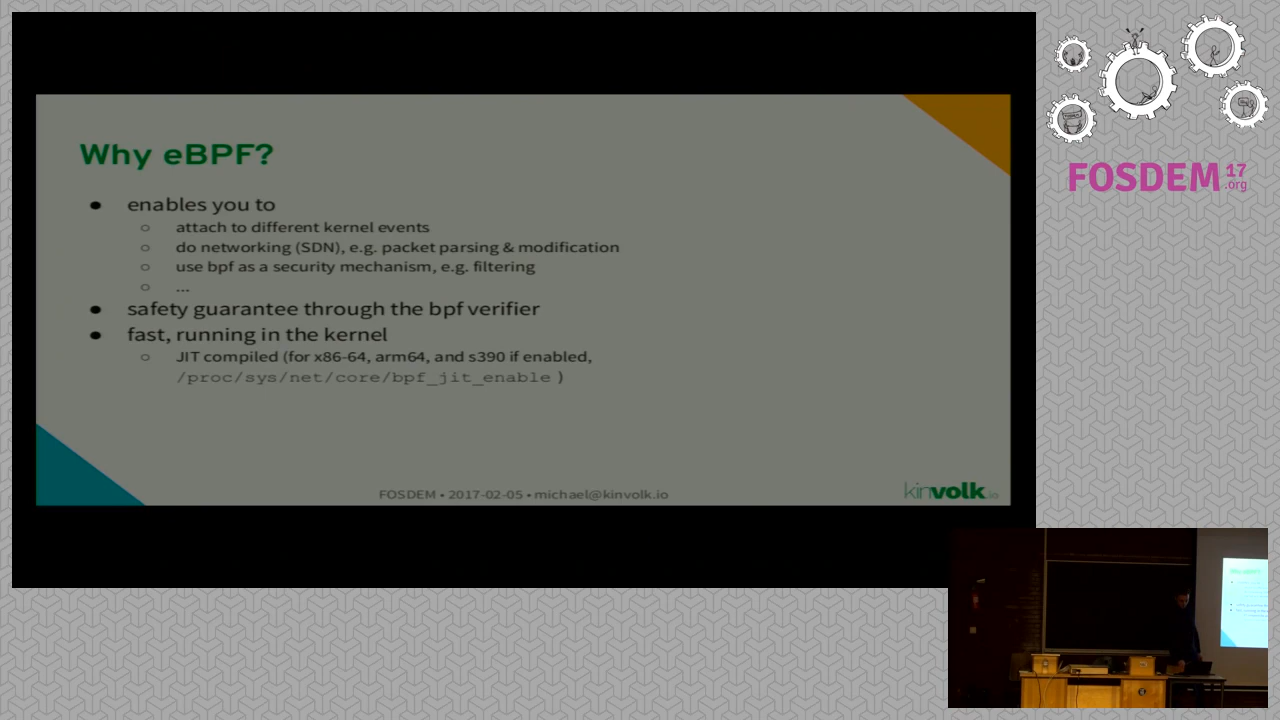 Why eBPF?
● enables you to
○ attach to different kernel events
○ do networking (SDN), e.g. packet parsing & modification
○ use bpf as a security mechanism, e.g. filtering
○ ...
● safety guarantee through the bpf verifier
● fast, running in the kernel
○ JIT compiled (for x86-64, arm64, and s390 if enabled,
/proc/sys/net/core/bpf_jit_enable )
FOSDEM • 2017-02-05 • michael@kinvolk.io
kinvolk.io
FOSDEM 17
.org